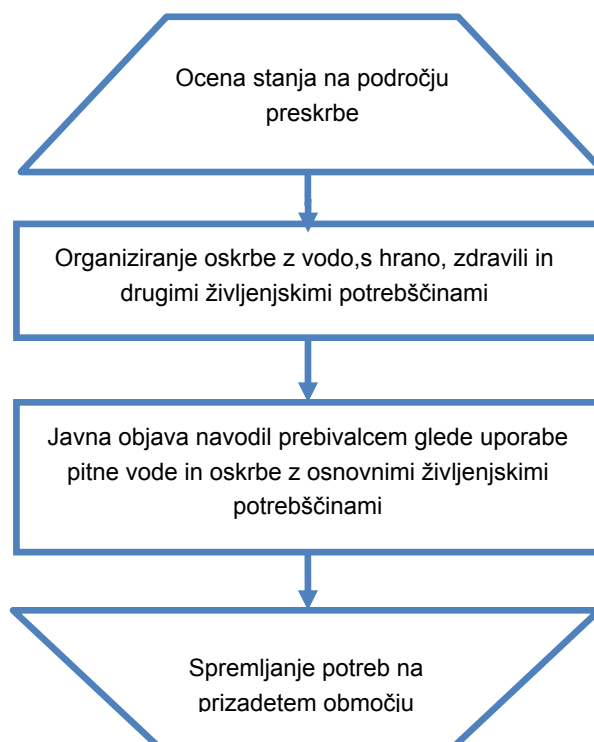 Ocena stanja na področju
preskrbe
Organiziranje oskrbe z vodo,s hrano, zdravili in
drugimi življenjskimi potrebščinami
Javna objava navodil prebivalcem glede uporabe
pitne vode in oskrbe z osnovnimi življenjskimi
potrebščinami
Spremljanje potreb na
prizadetem območju